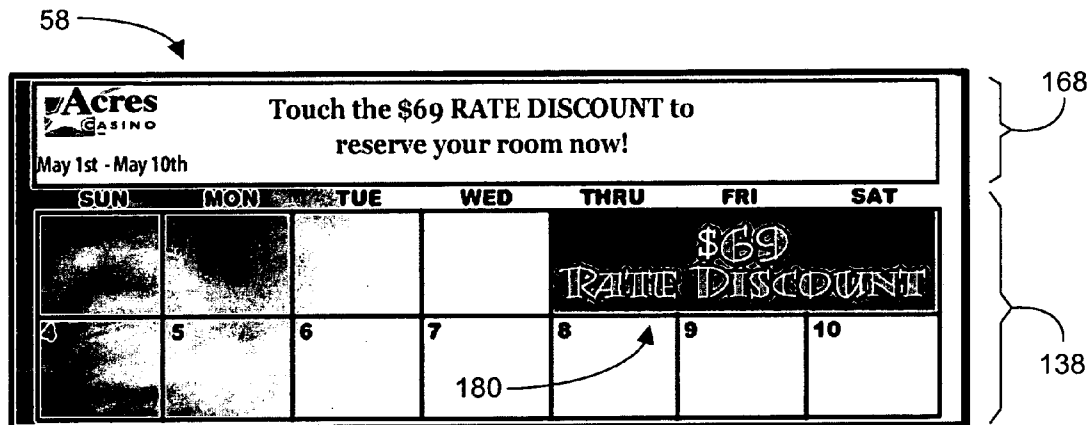 58
168
Acres
CASINO
Touch the $69 RATE DISCOUNT to
reserve your room now!
May 1st - May 10th
SUN MON TUE WED THRU FRI SAT
$69
RATE DISCOUNT
4 5 6 7 8 9 10
180
138